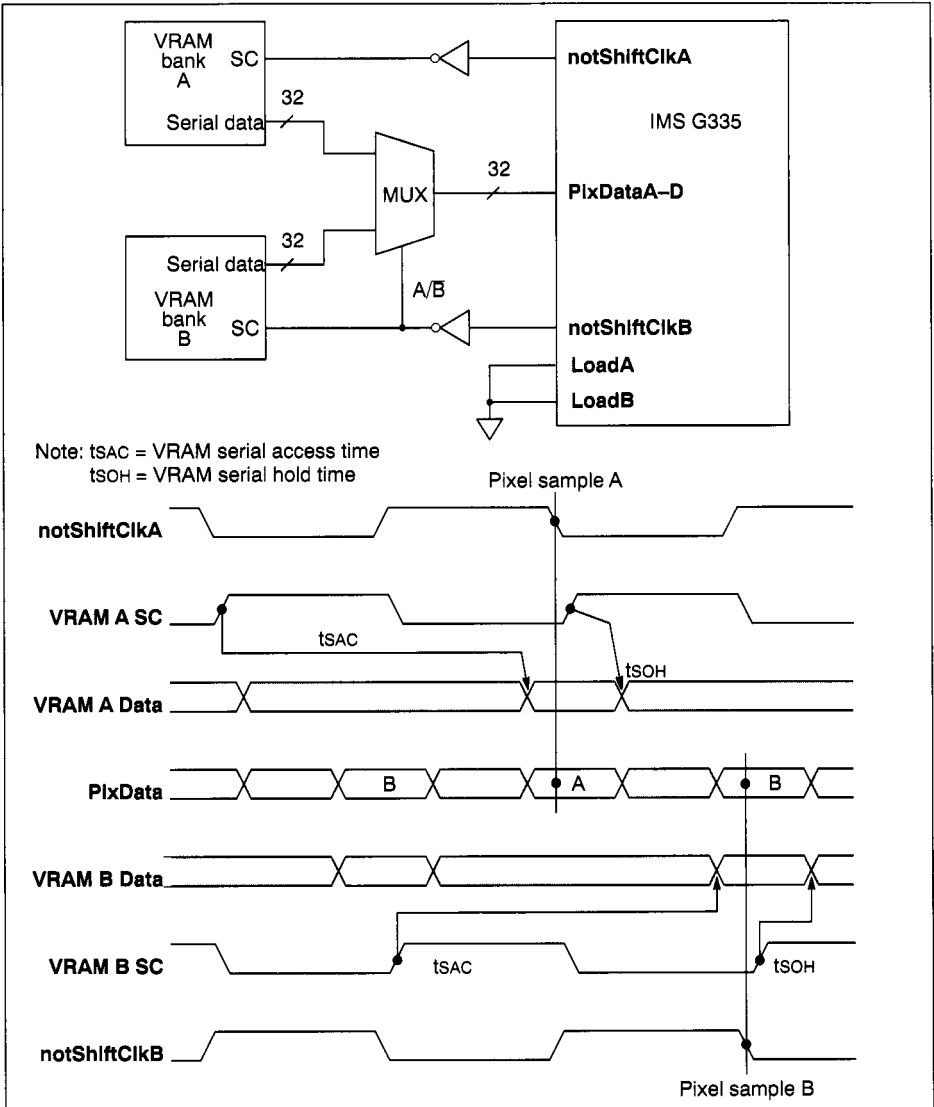 VRAM
bank
A
SC
Serial data
32
notShiftClkA
IMS G335
MUX
32
PixDataA–D
32
Serial data
VRAM
bank
B
SC
A/B̅
notShiftClkB
LoadA
LoadB
Note: tSAC = VRAM serial access time
tSOH = VRAM serial hold time
Pixel sample A
notShiftClkA
VRAM A SC
tSAC
tSOH
VRAM A Data
PixData
B
A
B
VRAM B Data
VRAM B SC
tSAC
tSOH
notShiftClkB
Pixel sample B